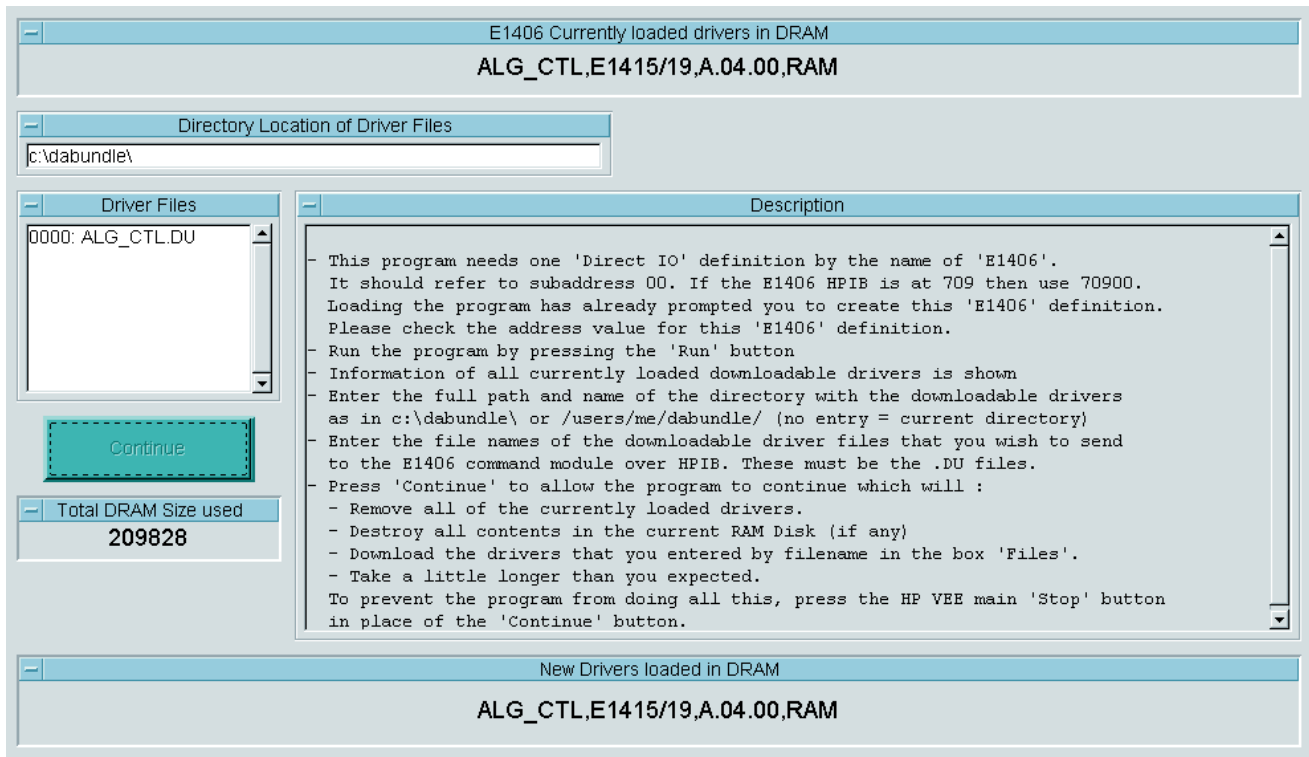 E1406 Currently loaded drivers in DRAM
ALG_CTL,E1415/19,A.04.00,RAM
Directory Location of Driver Files
c:\dabundle\
Driver Files
0000: ALG_CTL.DU
Continue
Total DRAM Size used
209828
Description
- This program needs one 'Direct IO' definition by the name of 'E1406'.
It should refer to subaddress 00. If the E1406 HPIB is at 709 then use 70900.
Loading the program has already prompted you to create this 'E1406' definition.
Please check the address value for this 'E1406' definition.
- Run the program by pressing the 'Run' button
- Information of all currently loaded downloadable drivers is shown
- Enter the full path and name of the directory with the downloadable drivers
as in c:\dabundle\ or /users/me/dabundle/ (no entry = current directory)
- Enter the file names of the downloadable driver files that you wish to send
to the E1406 command module over HPIB. These must be the .DU files.
- Press 'Continue' to allow the program to continue which will :
- Remove all of the currently loaded drivers.
- Destroy all contents in the current RAM Disk (if any)
- Download the drivers that you entered by filename in the box 'Files'.
- Take a little longer than you expected.
To prevent the program from doing all this, press the HP VEE main 'Stop' button
in place of the 'Continue' button.
New Drivers loaded in DRAM
ALG_CTL,E1415/19,A.04.00,RAM